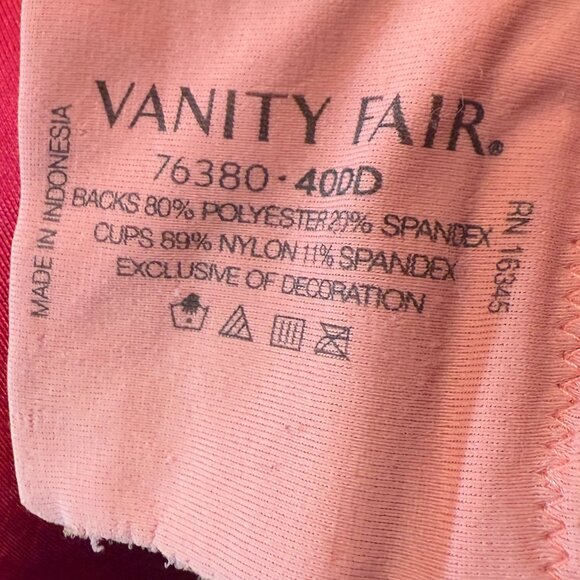 VANITY FAIR®
76380 · 40DD
BACKS 80% POLYESTER 20% SPANDEX
CUPS 89% NYLON 11% SPANDEX
EXCLUSIVE OF DECORATION
MADE IN INDONESIA
RN 16345